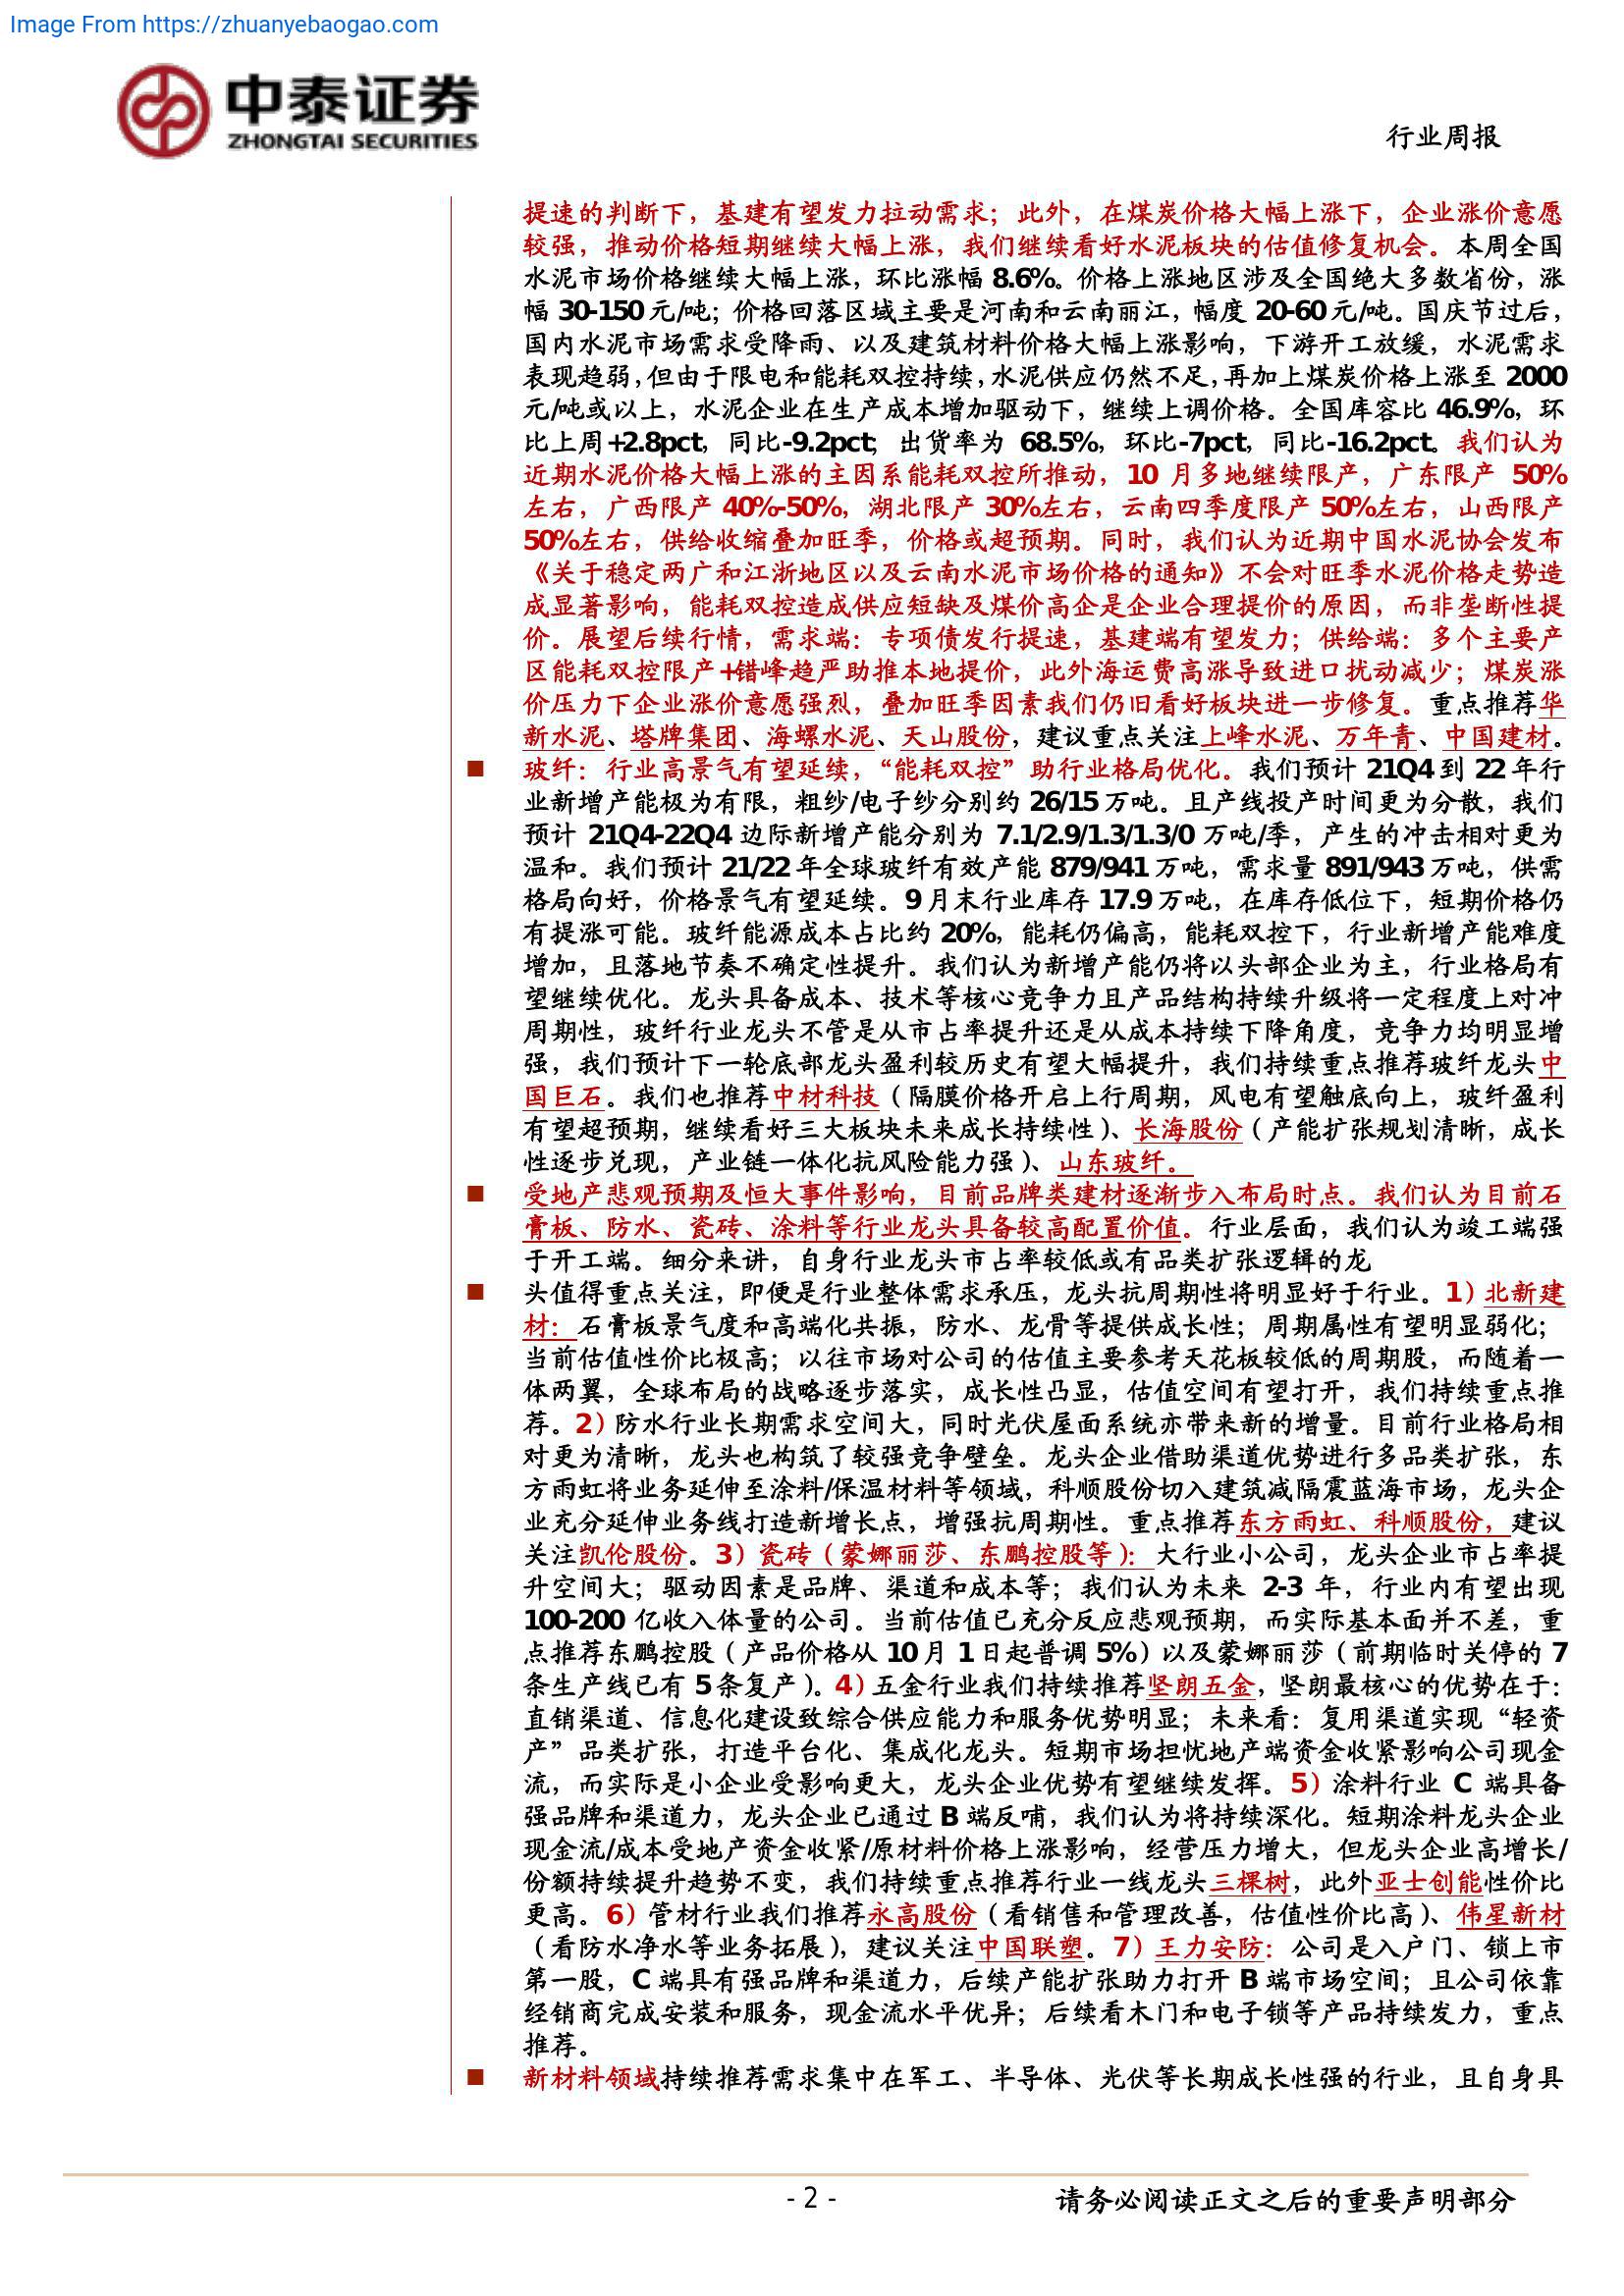 Image From https://zhuanyebaogao.com
中泰证券
ZHONGTAI SECURITIES
行业周报
提速的判断下，基建有望发力拉动需求；此外，在煤炭价格大幅上涨下，企业涨价意愿
较强，推动价格短期继续大幅上涨，我们继续看好水泥板块的估值修复机会。本周全国
水泥市场价格继续大幅上涨，环比涨幅 8.6%。价格上涨地区涉及全国绝大多数省份，涨
幅 30-150 元/吨；价格回落区域主要是河南和云南丽江，幅度 20-60 元/吨。国庆节过后，
国内水泥市场需求受降雨、以及建筑材料价格大幅上涨影响，下游开工放缓，水泥需求
表现趋弱，但由于限电和能耗双控持续，水泥供应仍然不足，再加上煤炭价格上涨至 2000
元/吨或以上，水泥企业在生产成本增加驱动下，继续上调价格。全国库容比 46.9%，环
比上周+2.8pct，同比-9.2pct；出货率为 68.5%，环比-7pct，同比-16.2pct。我们认为
近期水泥价格大幅上涨的主因系能耗双控所推动，10 月多地继续限产，广东限产 50%
左右，广西限产 40%-50%，湖北限产 30%左右，云南四季度限产 50%左右，山西限产
50%左右，供给收缩叠加旺季，价格或超预期。同时，我们认为近期中国水泥协会发布
《关于稳定两广和江浙地区以及云南水泥市场价格的通知》不会对旺季水泥价格走势造
成显著影响，能耗双控造成供应短缺及煤价高企是企业合理提价的原因，而非垄断性提
价。展望后续行情，需求端：专项债发行提速，基建端有望发力；供给端：多个主要产
区能耗双控限产+错峰趋严助推本地提价，此外海运费高涨导致进口扰动减少；煤炭涨
价压力下企业涨价意愿强烈，叠加旺季因素我们仍旧看好板块进一步修复。重点推荐华
新水泥、塔牌集团、海螺水泥、天山股份，建议重点关注上峰水泥、万年青、中国建材。
■ 玻纤：行业高景气有望延续，“能耗双控”助行业格局优化。我们预计 21Q4 到 22 年行
业新增产能极为有限，粗纱/电子纱分别约 26/15 万吨。且产线投产时间更为分散，我们
预计 21Q4-22Q4 边际新增产能分别为 7.1/2.9/1.3/1.3/0 万吨/季，产生的冲击相对更为
温和。我们预计 21/22 年全球玻纤有效产能 879/941 万吨，需求量 891/943 万吨，供需
格局向好，价格景气有望延续。9 月末行业库存 17.9 万吨，在库存低位下，短期价格仍
有提涨可能。玻纤能源成本占比约 20%，能耗仍偏高，能耗双控下，行业新增产能难度
增加，且落地节奏不确定性提升。我们认为新增产能仍将以头部企业为主，行业格局有
望继续优化。龙头具备成本、技术等核心竞争力且产品结构持续升级将一定程度上对冲
周期性，玻纤行业龙头不管是从市占率提升还是从成本持续下降角度，竞争力均明显增
强，我们预计下一轮底部龙头盈利较历史有望大幅提升，我们持续重点推荐玻纤龙头中
国巨石。我们也推荐中材科技（隔膜价格开启上行周期，风电有望触底向上，玻纤盈利
有望超预期，继续看好三大板块未来成长持续性）、长海股份（产能扩张规划清晰，成长
性逐步兑现，产业链一体化抗风险能力强）、山东玻纤。
■ 受地产悲观预期及恒大事件影响，目前品牌类建材逐渐步入布局时点。我们认为目前石
膏板、防水、瓷砖、涂料等行业龙头具备较高配置价值。行业层面，我们认为竣工端强
于开工端。细分来讲，自身行业龙头市占率较低或有品类扩张逻辑的龙
■ 头值得重点关注，即便是行业整体需求承压，龙头抗周期性将明显好于行业。1）北新建
材：石膏板景气度和高端化共振，防水、龙骨等提供成长性；周期属性有望明显弱化；
当前估值性价比极高；以往市场对公司的估值主要参考天花板较低的周期股，而随着一
体两翼，全球布局的战略逐步落实，成长性凸显，估值空间有望打开，我们持续重点推
荐。2）防水行业长期需求空间大，同时光伏屋面系统亦带来新的增量。目前行业格局相
对更为清晰，龙头也构筑了较强竞争壁垒。龙头企业借助渠道优势进行多品类扩张，东
方雨虹将业务延伸至涂料/保温材料等领域，科顺股份切入建筑减隔震蓝海市场，龙头企
业充分延伸业务线打造新增长点，增强抗周期性。重点推荐东方雨虹、科顺股份，建议
关注凯伦股份。3）瓷砖（蒙娜丽莎、东鹏控股等）：大行业小公司，龙头企业市占率提
升空间大；驱动因素是品牌、渠道和成本等；我们认为未来 2-3 年，行业内有望出现
100-200 亿收入体量的公司。当前估值已充分反应悲观预期，而实际基本面并不差，重
点推荐东鹏控股（产品价格从 10 月 1 日起普调 5%）以及蒙娜丽莎（前期临时关停的 7
条生产线已有 5 条复产）。4）五金行业我们持续推荐坚朗五金，坚朗最核心的优势在于：
直销渠道、信息化建设致综合供应能力和服务优势明显；未来看：复用渠道实现“轻资
产”品类扩张，打造平台化、集成化龙头。短期市场担忧地产端资金收紧影响公司现金
流，而实际是小企业受影响更大，龙头企业优势有望继续发挥。5）涂料行业 C 端具备
强品牌和渠道力，龙头企业已通过 B 端反哺，我们认为将持续深化。短期涂料龙头企业
现金流/成本受地产资金收紧/原材料价格上涨影响，经营压力增大，但龙头企业高增长/
份额持续提升趋势不变，我们持续重点推荐行业一线龙头三棵树，此外亚士创能性价比
更高。6）管材行业我们推荐永高股份（看销售和管理改善，估值性价比高）、伟星新材
（看防水净水等业务拓展），建议关注中国联塑。7）王力安防：公司是入户门、锁上市
第一股，C 端具有强品牌和渠道力，后续产能扩张助力打开 B 端市场空间；且公司依靠
经销商完成安装和服务，现金流水平优异；后续看木门和电子锁等产品持续发力，重点
推荐。
■ 新材料领域持续推荐需求集中在军工、半导体、光伏等长期成长性强的行业，且自身具
- 2 -
请务必阅读正文之后的重要声明部分